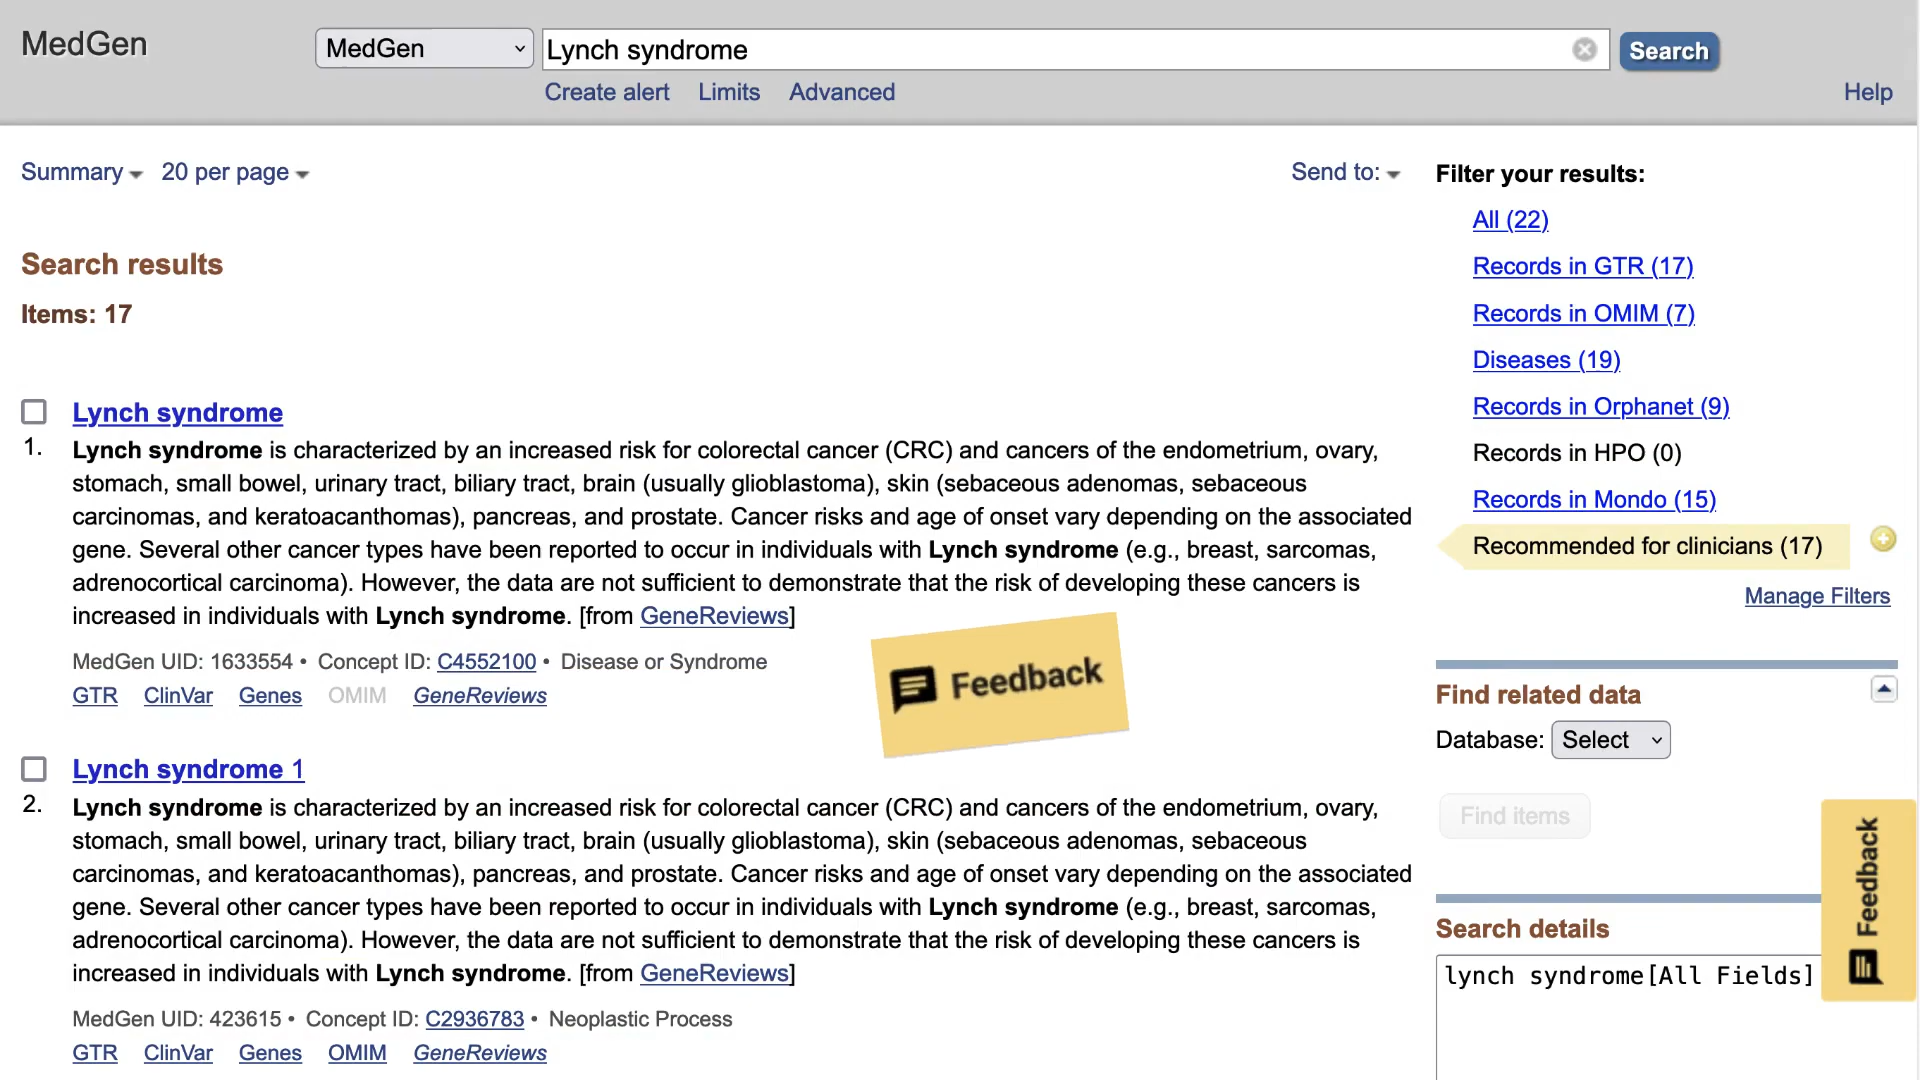 MedGen
MedGen
Lynch syndrome
Search
Create alert Limits Advanced
Help
Summary 20 per page
Send to:
Filter your results:
All (22)
Records in GTR (17)
Records in OMIM (7)
Diseases (19)
Records in Orphanet (9)
Records in HPO (0)
Records in Mondo (15)
Recommended for clinicians (17)
Manage Filters
Search results
Items: 17
Lynch syndrome
1.
Lynch syndrome is characterized by an increased risk for colorectal cancer (CRC) and cancers of the endometrium, ovary,
stomach, small bowel, urinary tract, biliary tract, brain (usually glioblastoma), skin (sebaceous adenomas, sebaceous
carcinomas, and keratoacanthomas), pancreas, and prostate. Cancer risks and age of onset vary depending on the associated
gene. Several other cancer types have been reported to occur in individuals with Lynch syndrome (e.g., breast, sarcomas,
adrenocortical carcinoma). However, the data are not sufficient to demonstrate that the risk of developing these cancers is
increased in individuals with Lynch syndrome. [from GeneReviews]
MedGen UID: 1633554 • Concept ID: C4552100 • Disease or Syndrome
GTR ClinVar Genes OMIM GeneReviews
Feedback
Lynch syndrome 1
2.
Lynch syndrome is characterized by an increased risk for colorectal cancer (CRC) and cancers of the endometrium, ovary,
stomach, small bowel, urinary tract, biliary tract, brain (usually glioblastoma), skin (sebaceous adenomas, sebaceous
carcinomas, and keratoacanthomas), pancreas, and prostate. Cancer risks and age of onset vary depending on the associated
gene. Several other cancer types have been reported to occur in individuals with Lynch syndrome (e.g., breast, sarcomas,
adrenocortical carcinoma). However, the data are not sufficient to demonstrate that the risk of developing these cancers is
increased in individuals with Lynch syndrome. [from GeneReviews]
MedGen UID: 423615 • Concept ID: C2936783 • Neoplastic Process
GTR ClinVar Genes OMIM GeneReviews
Find related data
Database: Select
Find items
Search details
lynch syndrome[All Fields]
Feedback